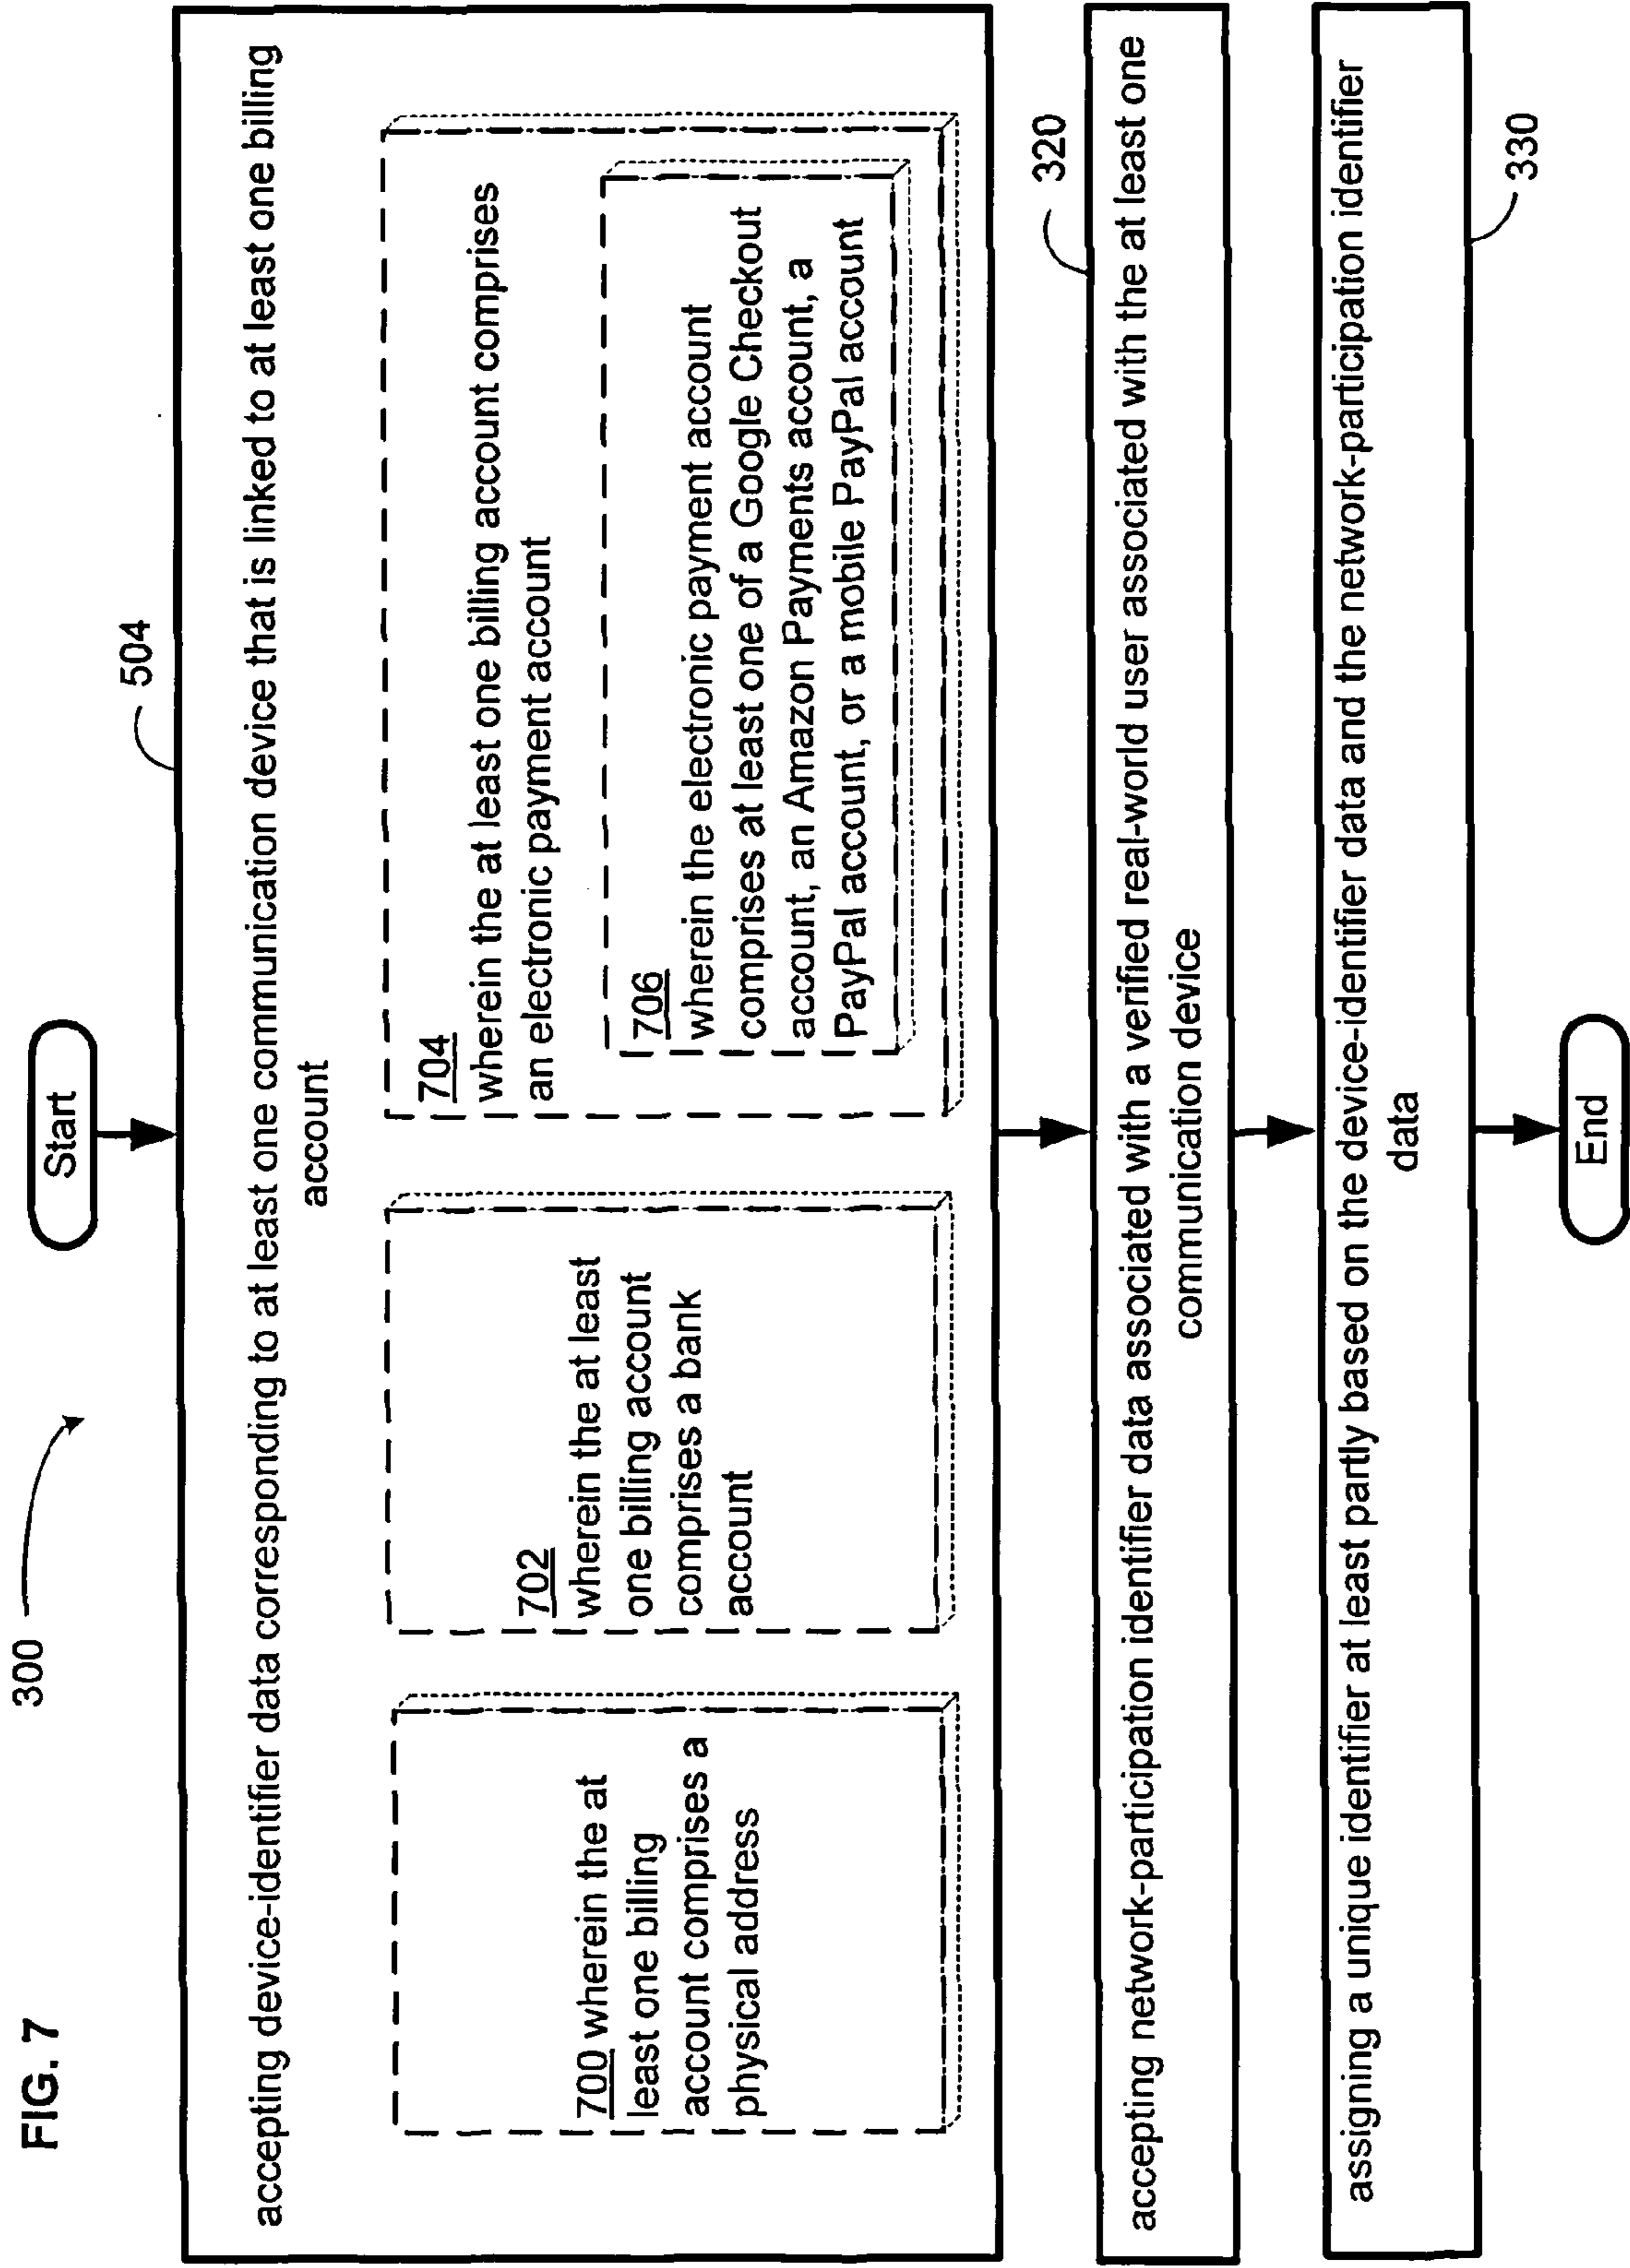 FIG. 7
300
Start
504
accepting device-identifier data corresponding to at least one communication device that is linked to at least one billing
account
700 wherein the at
least one billing
account comprises a
physical address
702
wherein the at least
one billing account
comprises a bank
account
704
wherein the at least one billing account comprises
an electronic payment account
706
wherein the electronic payment account
comprises at least one of a Google Checkout
account, an Amazon Payments account, a
PayPal account, or a mobile PayPal account
320
accepting network-participation identifier data associated with a verified real-world user associated with the at least one
communication device
330
assigning a unique identifier at least partly based on the device-identifier data and the network-participation identifier
data
End